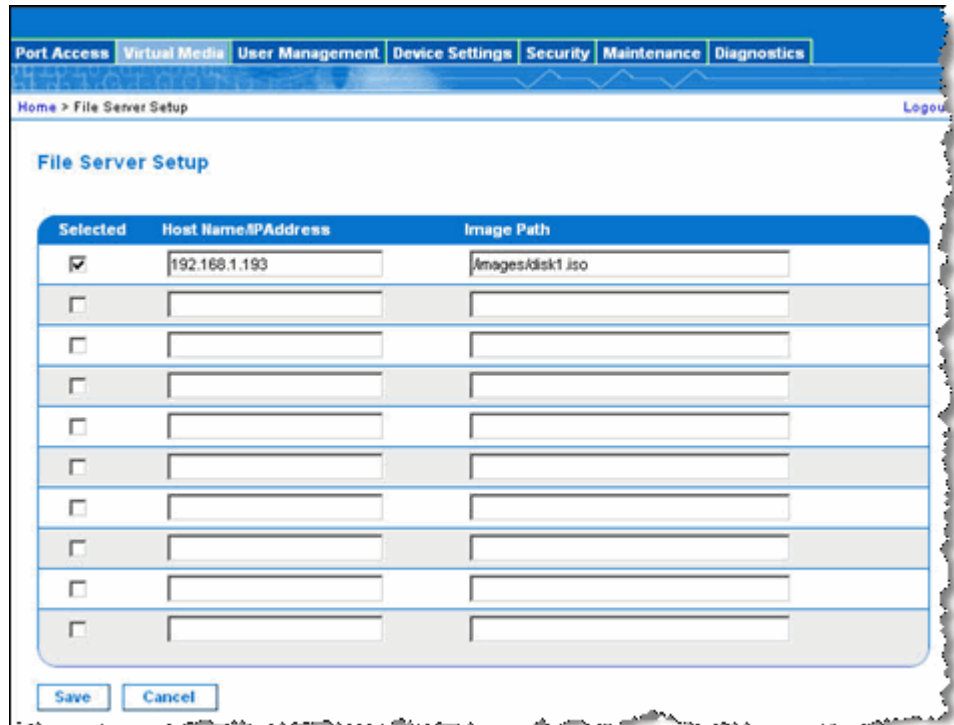 Port Access Virtual Media User Management Device Settings Security Maintenance Diagnostics
Home > File Server Setup Logou
File Server Setup
Selected Host Name/IPAddress Image Path
192.168.1.193 /images/disk1.iso
Save Cancel